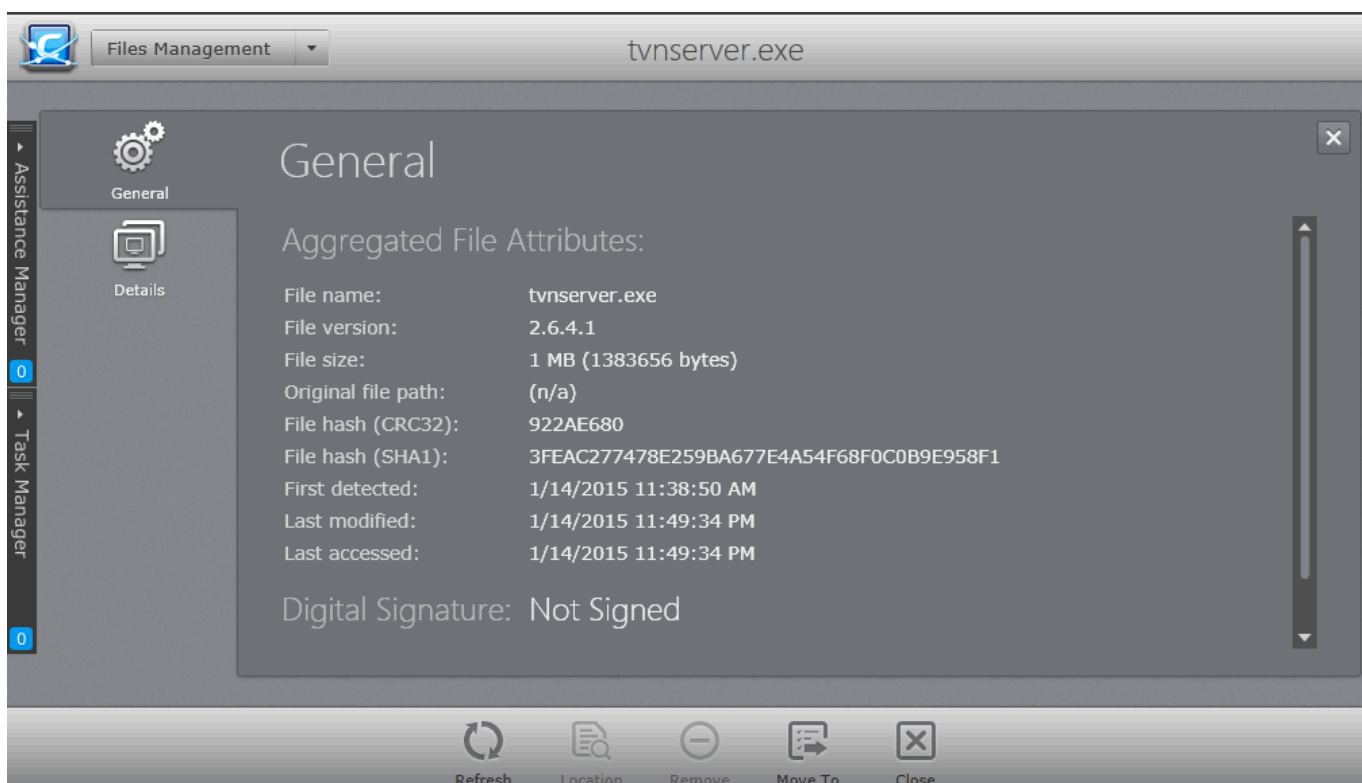 Files Management
tvnserver.exe
Assistance Manager
0
Task Manager
0
General
Details
General
Aggregated File Attributes:
File name: tvnserver.exe
File version: 2.6.4.1
File size: 1 MB (1383656 bytes)
Original file path: (n/a)
File hash (CRC32): 922AE680
File hash (SHA1): 3FEAC277478E259BA677E4A54F68F0C0B9E958F1
First detected: 1/14/2015 11:38:50 AM
Last modified: 1/14/2015 11:49:34 PM
Last accessed: 1/14/2015 11:49:34 PM
Digital Signature: Not Signed
Refresh Location Remove Move To Close